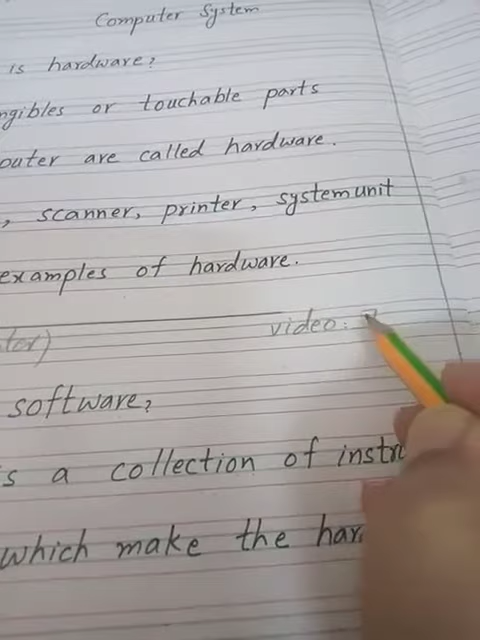 Computer System
is hardware?
ngibles or touchable parts
puter are called hardware.
, scanner, printer, system unit
examples of hardware.
video:
software?
s a collection of instr
which make the har